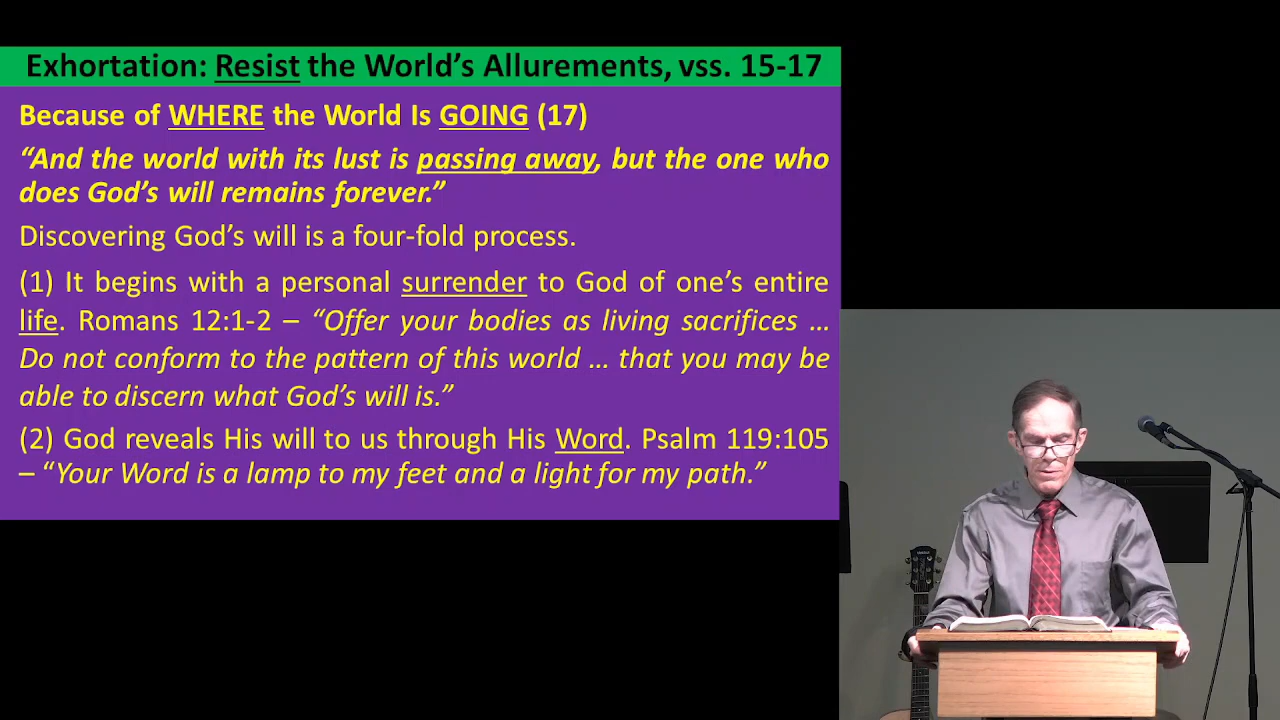 Exhortation: Resist the World’s Allurements, vss. 15-17
Because of WHERE the World Is GOING (17)
“And the world with its lust is passing away, but the one who
does God’s will remains forever.”
Discovering God’s will is a four-fold process.
(1) It begins with a personal surrender to God of one’s entire
life. Romans 12:1-2 – “Offer your bodies as living sacrifices …
Do not conform to the pattern of this world … that you may be
able to discern what God’s will is.”
(2) God reveals His will to us through His Word. Psalm 119:105
– “Your Word is a lamp to my feet and a light for my path.”